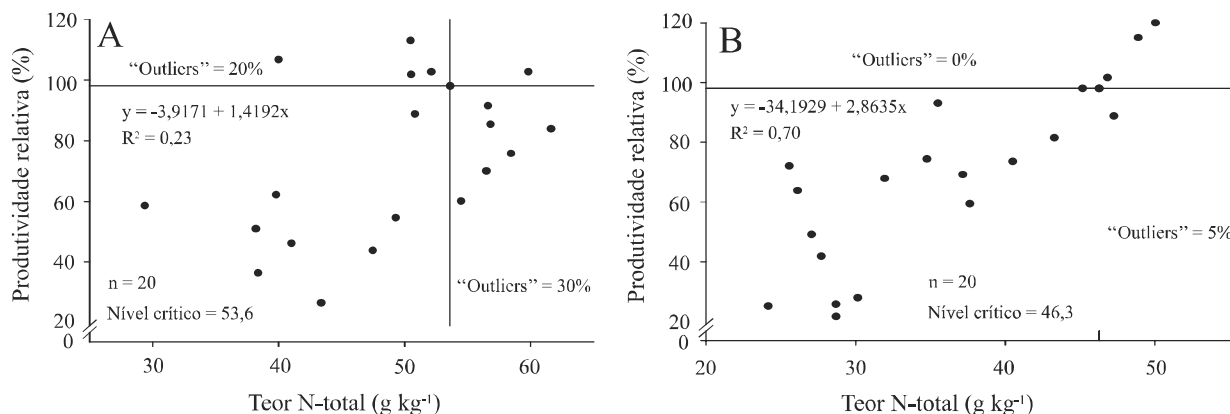 A
Produtividade relativa (%)
120
100
80
60
40
20
0
“Outliers” = 20%
y = -3,9171 + 1,4192x
R² = 0,23
n = 20
Nível crítico = 53,6
“Outliers” = 30%
30 40 50 60
Teor N-total (g kg⁻¹)
B
Produtividade relativa (%)
120
100
80
60
40
20
0
“Outliers” = 0%
y = -34,1929 + 2,8635x
R² = 0,70
“Outliers” = 5%
n = 20
Nível crítico = 46,3
20 30 40 50
Teor N-total (g kg⁻¹)